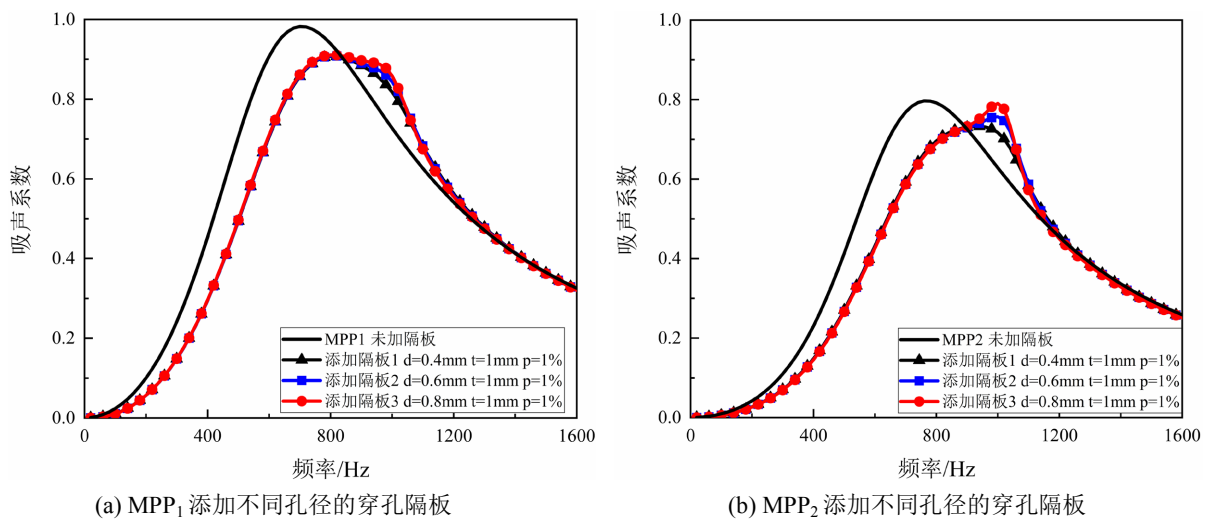 1.0
0.8
0.6
0.4
0.2
0.0
吸声系数
0
400
800
1200
1600
频率/Hz
MPP1 未加隔板
添加隔板1 d=0.4mm t=1mm p=1%
添加隔板2 d=0.6mm t=1mm p=1%
添加隔板3 d=0.8mm t=1mm p=1%
(a) MPP₁ 添加不同孔径的穿孔隔板
1.0
0.8
0.6
0.4
0.2
0.0
吸声系数
0
400
800
1200
1600
频率/Hz
MPP2 未加隔板
添加隔板1 d=0.4mm t=1mm p=1%
添加隔板2 d=0.6mm t=1mm p=1%
添加隔板3 d=0.8mm t=1mm p=1%
(b) MPP₂ 添加不同孔径的穿孔隔板